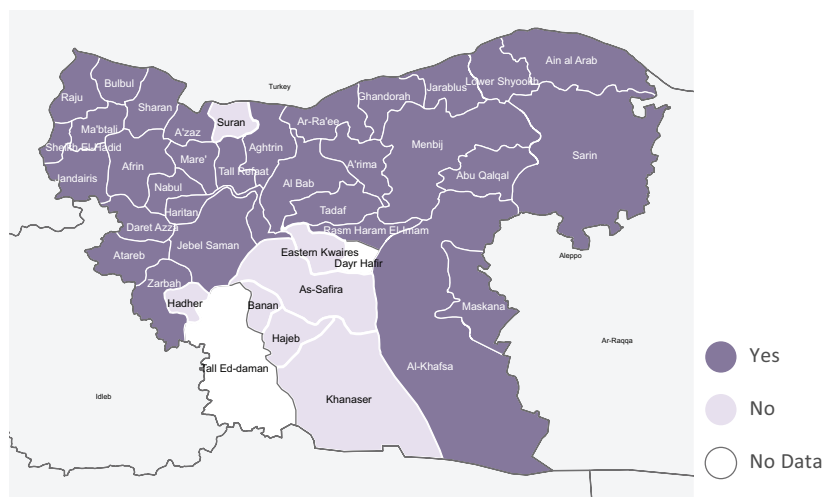 Turkey
Ain al Arab
Lower Shyookh
Jarablus
Ghandorah
Bulbul
Raju
Sharan
Suran
Ar-Ra'ee
Ma'btali
A'zaz
Sheikh El-Hadid
Aghtrin
Menbij
Mare'
Afrin
A'rima
Sarin
Tall Refaat
Jandairis
Nabul
Al Bab
Abu Qalqal
Haritan
Tadaf
Daret Azza
Rasm Haram El-Imam
Jebel Saman
Atareb
Eastern Kwaires
Aleppo
Dayr Hafir
Zarbah
As-Safira
Hadher
Banan
Maskana
Hajeb
Ar-Raqqa
Al-Khafsa
Tall Ed-daman
Idleb
Khanaser
Yes
No
No Data